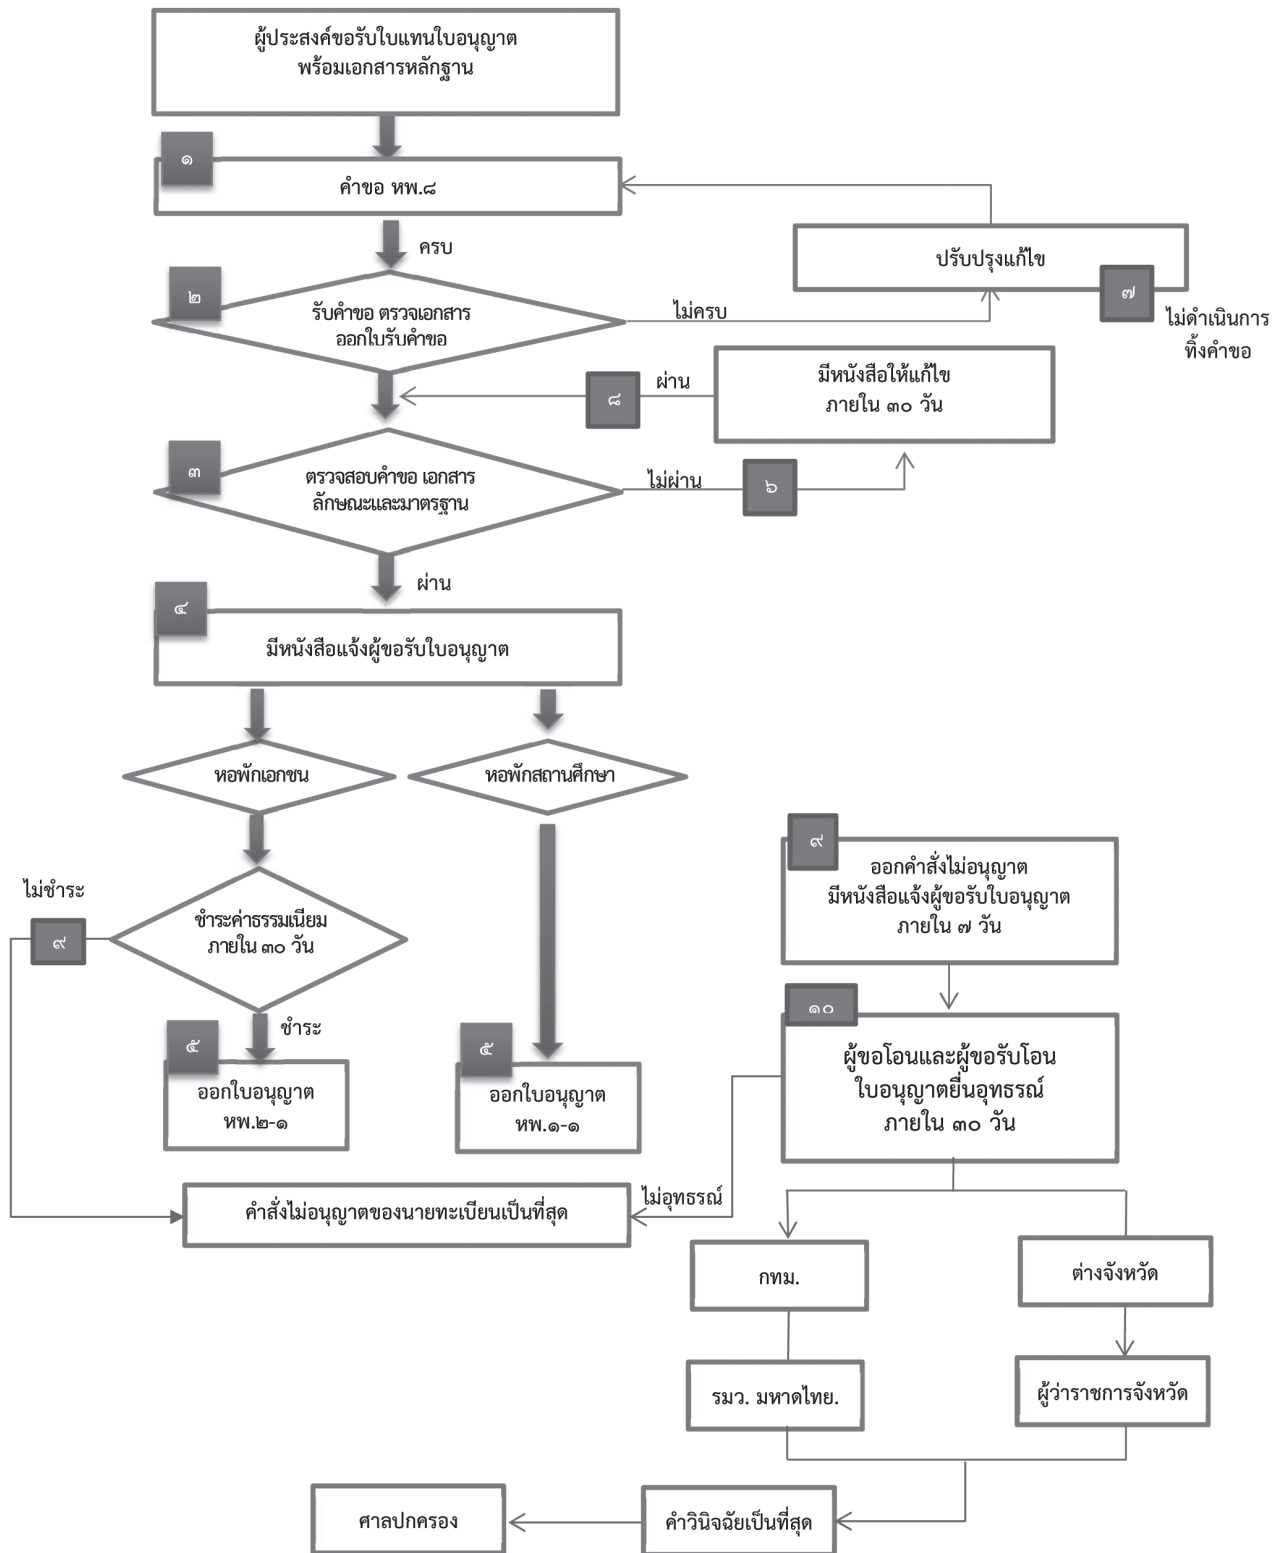 ผู้ประสงค์ขอรับใบแทนใบอนุญาต
พร้อมเอกสารหลักฐาน
๑
คำขอ หพ.๘
ครบ
ปรับปรุงแก้ไข
๗
ไม่ดำเนินการ
ทิ้งคำขอ
๒
รับคำขอ ตรวจเอกสาร
ออกใบรับคำขอ
ไม่ครบ
มีหนังสือให้แก้ไข
ภายใน ๓๐ วัน
ผ่าน
๘
๓
ตรวจสอบคำขอ เอกสาร
ลักษณะและมาตรฐาน
ไม่ผ่าน
๖
ผ่าน
๔
มีหนังสือแจ้งผู้ขอรับใบอนุญาต
หอพักเอกชน
หอพักสถานศึกษา
ไม่ชำระ
๙
ชำระค่าธรรมเนียม
ภายใน ๓๐ วัน
ชำระ
๕
ออกใบอนุญาต
หพ.๒-๑
๕
ออกใบอนุญาต
หพ.๑-๑
๙
ออกคำสั่งไม่อนุญาต
มีหนังสือแจ้งผู้ขอรับใบอนุญาต
ภายใน ๗ วัน
๑๐
ผู้ขอโอนและผู้ขอรับโอน
ใบอนุญาตยื่นอุทธรณ์
ภายใน ๓๐ วัน
ไม่อุทธรณ์
คำสั่งไม่อนุญาตของนายทะเบียนเป็นที่สุด
กทม.
ต่างจังหวัด
รมว. มหาดไทย.
ผู้ว่าราชการจังหวัด
คำวินิจฉัยเป็นที่สุด
ศาลปกครอง